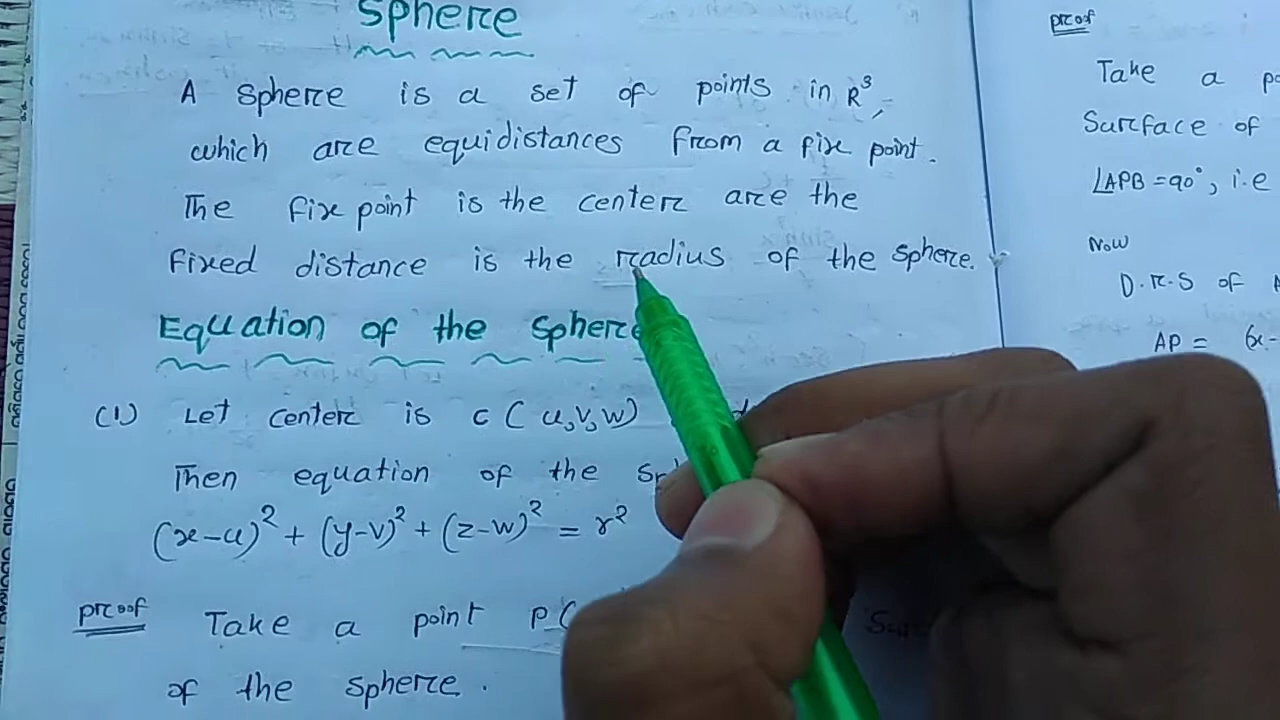 Sphere
A sphere is a set of points in R³,
which are equidistances from a fix point.
The fix point is the center are the
fixed distance is the radius of the sphere.
Equation of the sphere
(1) Let center is c(u,v,w)
Then equation of the
(x-u)² + (y-v)² + (z-w)² = r²
proof Take a point P(
of the sphere.
proof
Take a
Surface of
∠APB = 90°, i.e
Now
D.R.S of
AP = (x-